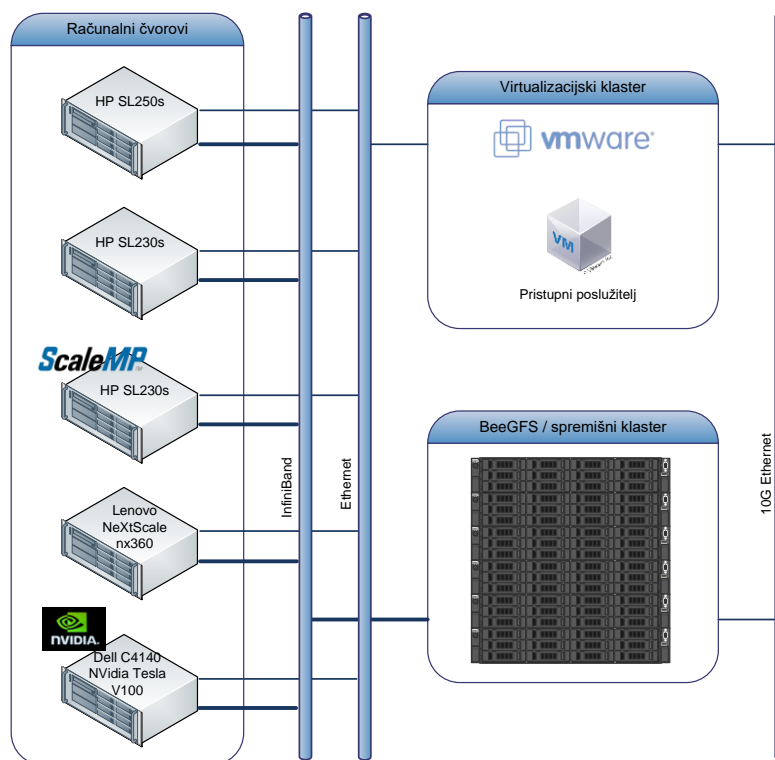 Računalni čvorovi
HP SL250s
HP SL230s
ScaleMP
HP SL230s
Lenovo
NeXtScale
nx360
NVIDIA.
Dell C4140
NVidia Tesla
V100
InfiniBand
Ethernet
Virtualizacijski klaster
vmware
VM
Pristupni poslužitelj
BeeGFS / spremišni klaster
10G Ethernet